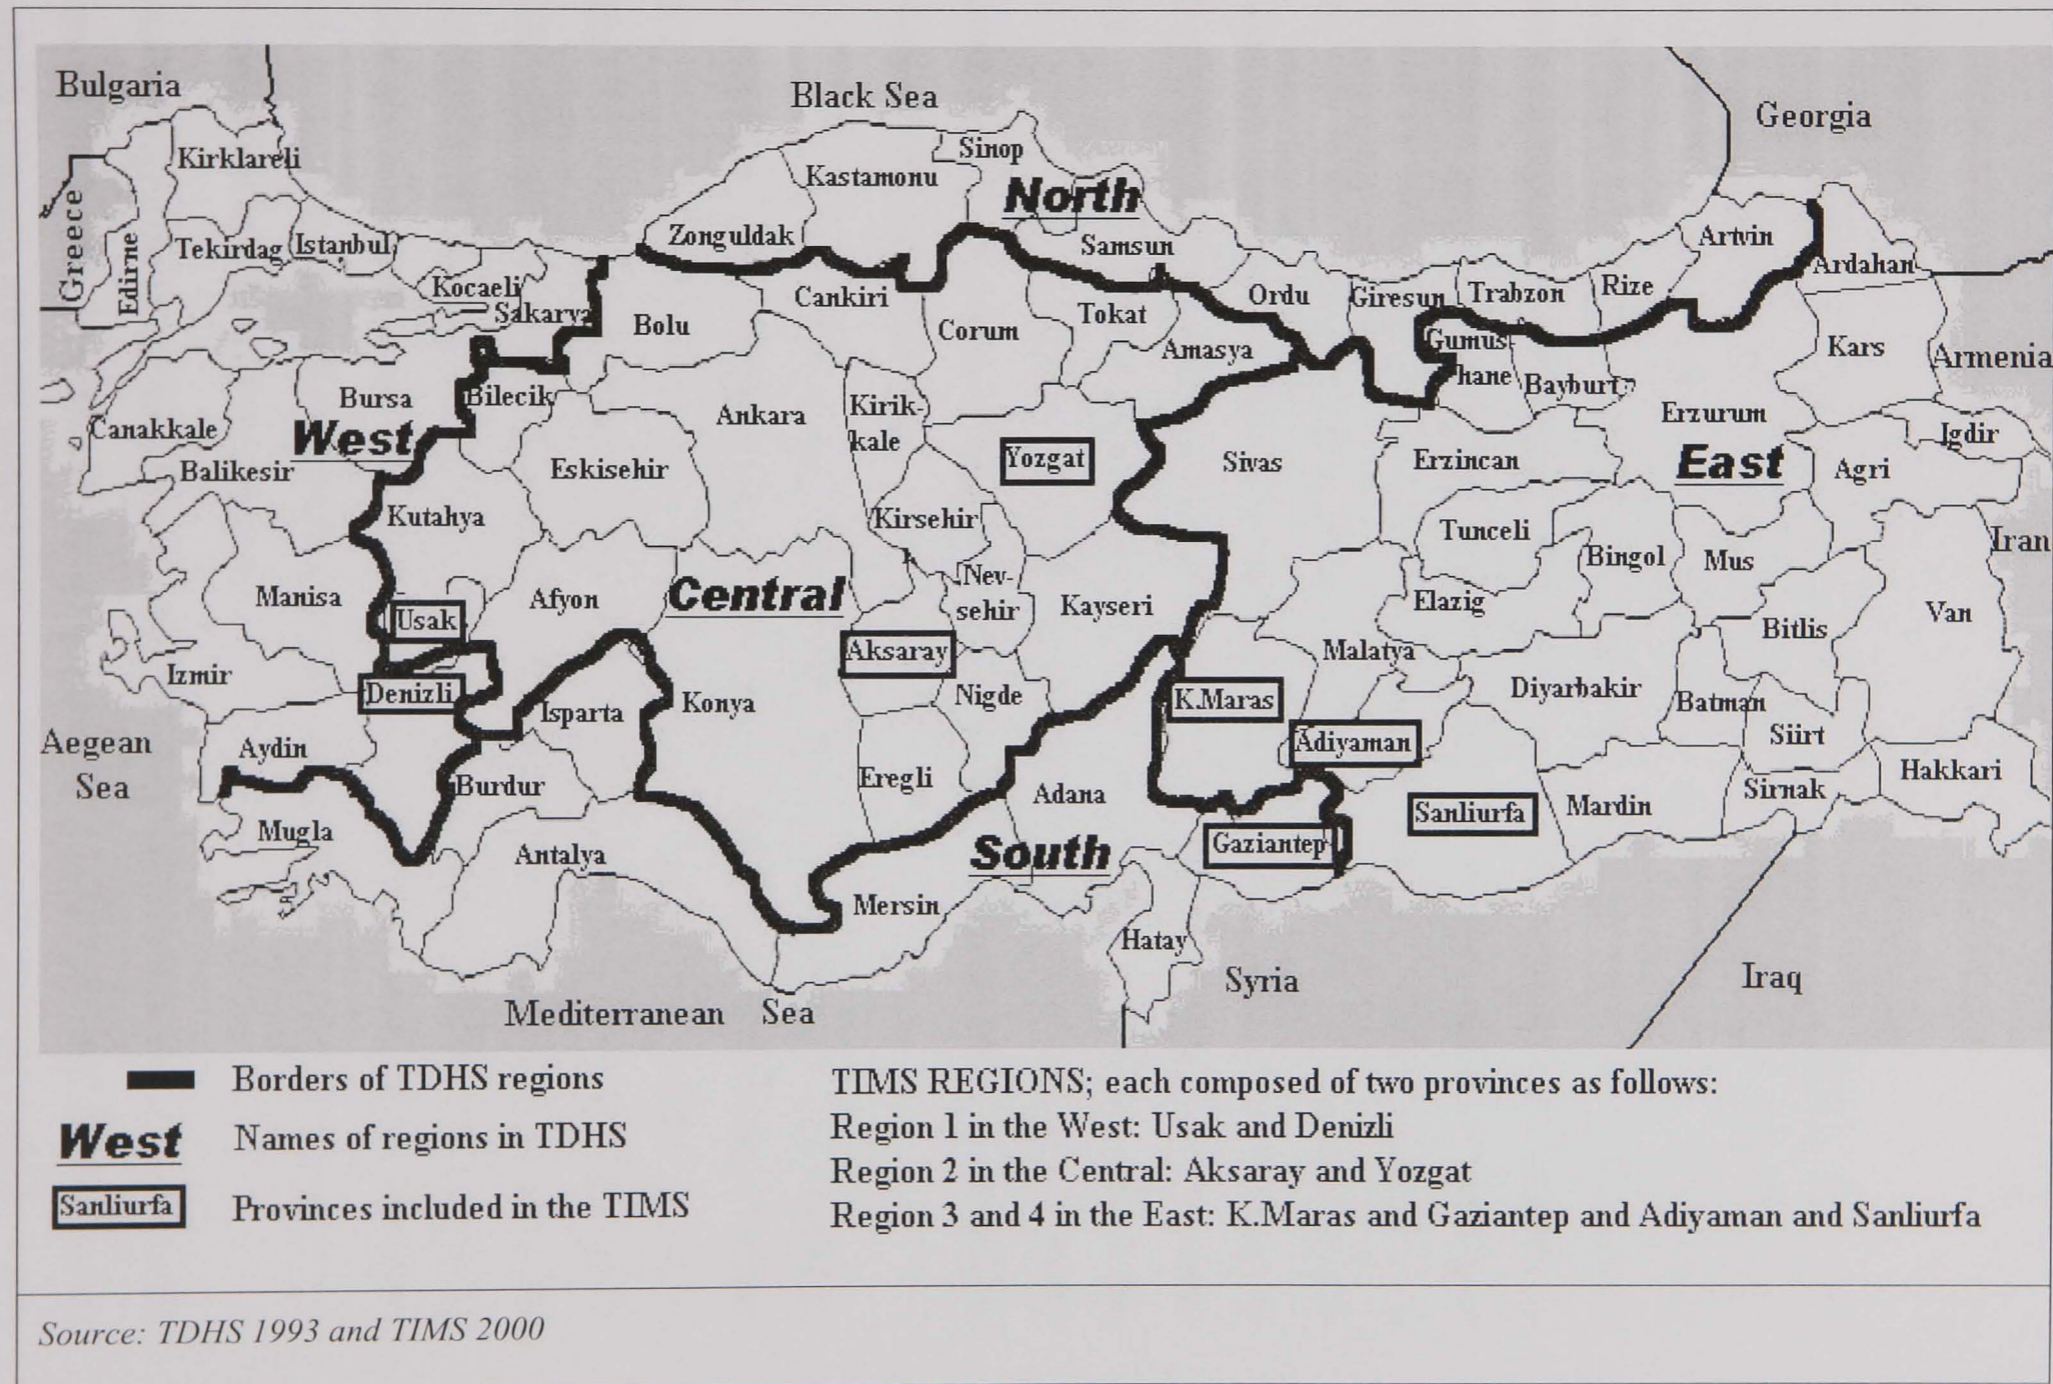 Bulgaria
Black Sea
Georgia
Kirklareli
Sinop
Kastamonu
North
Greece
Edirne
Tekirdag
Istanbul
Zonguldak
Samsun
Artvin
Ardahan
Kocaeli
Sakarya
Bolu
Cankiri
Corum
Tokat
Ordu
Giresun
Trabzon
Rize
Amasya
Gumus-
hane
Bayburt
Kars
Armenia
Bursa
Bilecik
Ankara
Kirik-
kale
Erzurum
Canakkale
West
Igdir
Balikesir
Eskisehir
Yozgat
Sivas
Erzincan
East
Agri
Kutahya
Kirsehir
Tunceli
Bingol
Mus
Iran
Manisa
Usak
Afyon
Central
Nev-
sehir
Kayseri
Elazig
Bitlis
Van
Izmir
Denizli
Aksaray
Malatya
Isparta
Konya
Nigde
K.Maras
Diyarbakir
Batman
Aegean
Sea
Aydin
Adiyaman
Siirt
Burdur
Eregli
Adana
Hakkari
Mugla
Sanliurfa
Mardin
Sirnak
Antalya
South
Gaziantep
Mersin
Hatay
Syria
Iraq
Mediterranean Sea
Borders of TDHS regions
West Names of regions in TDHS
Sanliurfa Provinces included in the TIMS
TIMS REGIONS; each composed of two provinces as follows:
Region 1 in the West: Usak and Denizli
Region 2 in the Central: Aksaray and Yozgat
Region 3 and 4 in the East: K.Maras and Gaziantep and Adiyaman and Sanliurfa
Source: TDHS 1993 and TIMS 2000